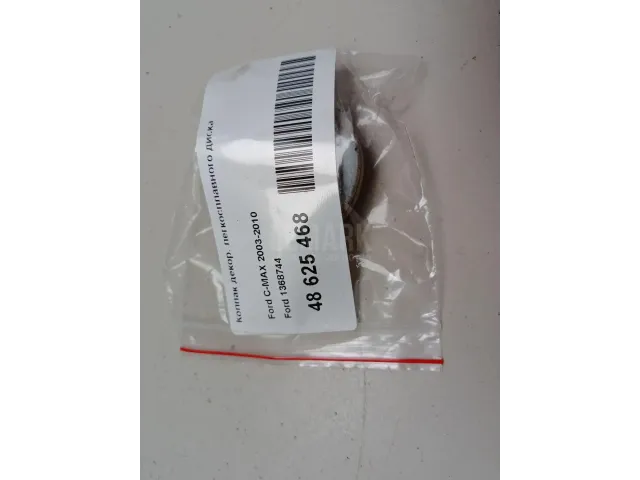 Колпак декор. легкосплавного диска
Ford C-MAX 2003-2010
Ford 1368744
48 625 468